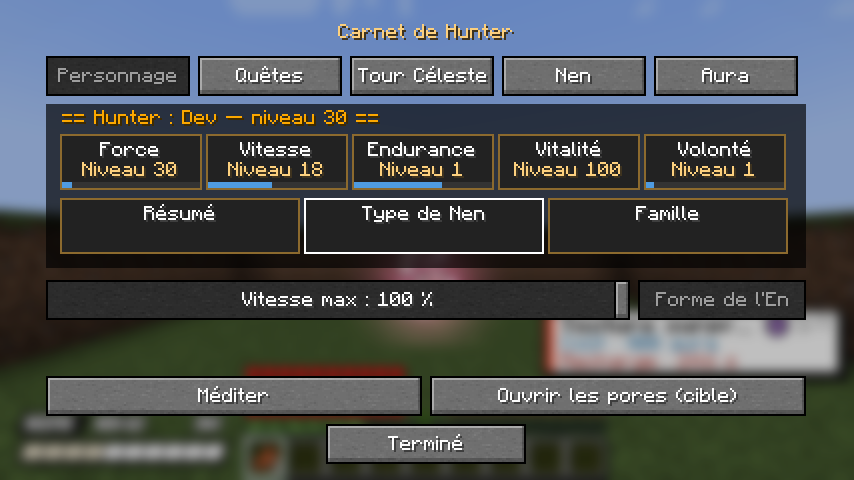 Carnet de Hunter
Personnage
Quêtes
Tour Céleste
Nen
Aura
== Hunter : Dev — niveau 30 ==
Force
Niveau 30
Vitesse
Niveau 18
Endurance
Niveau 1
Vitalité
Niveau 100
Volonté
Niveau 1
Résumé
Type de Nen
Famille
Vitesse max : 100 %
Forme de l'En
Méditer
Ouvrir les pores (cible)
Terminé